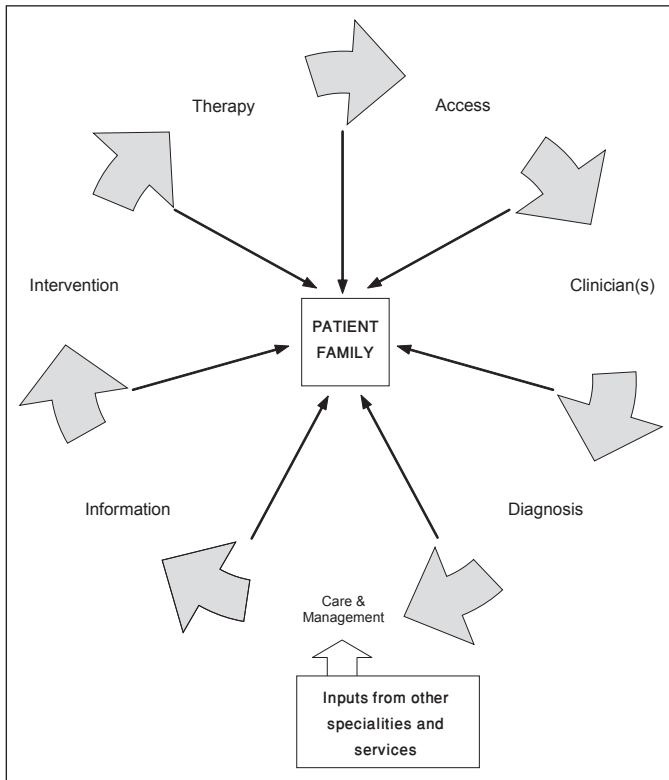 Therapy
Access
Intervention
Clinician(s)
PATIENT
FAMILY
Information
Diagnosis
Care &
Management
Inputs from other
specialities and
services